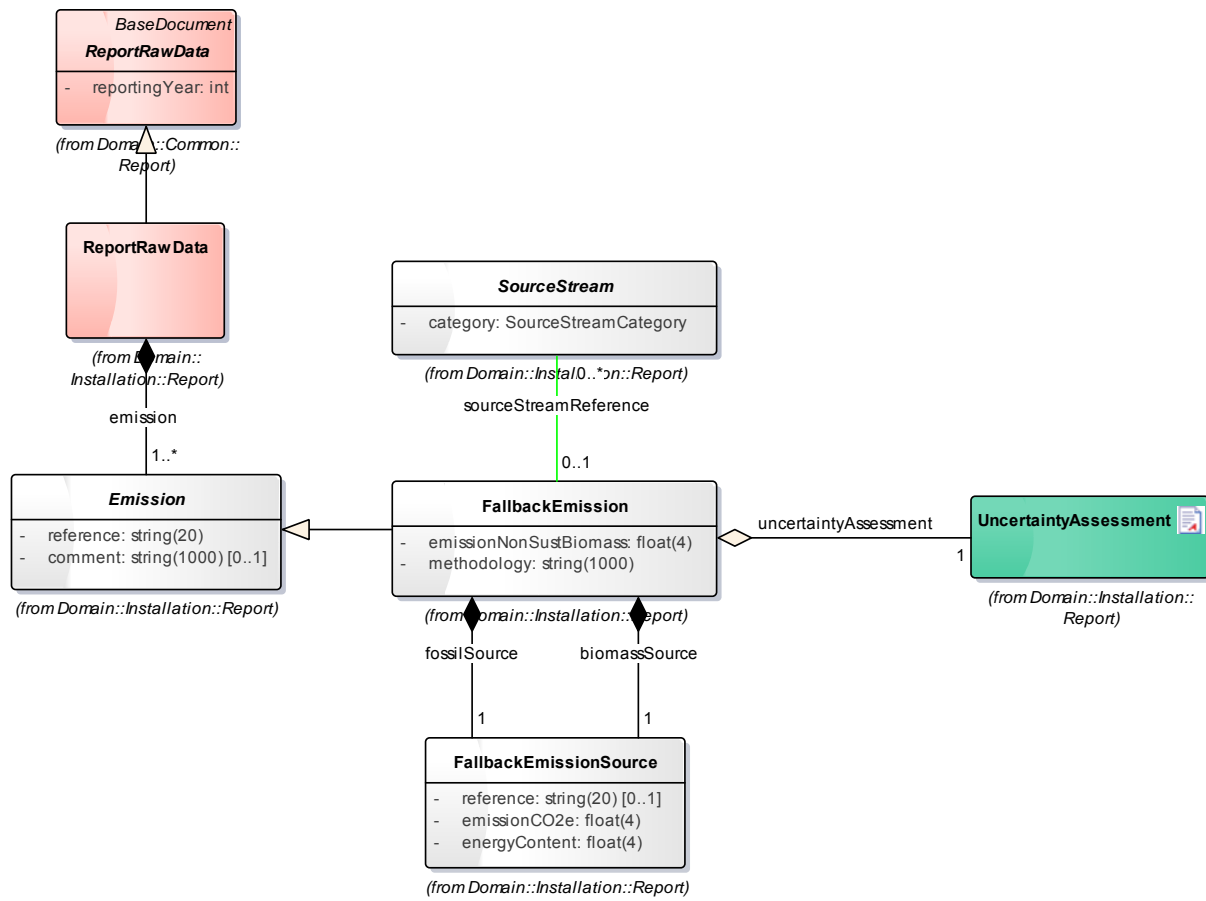 BaseDocument
ReportRawData
- reportingYear: int
(from Domain::Common::
Report)
ReportRawData
(from Domain::
Installation::Report)
emission
1..*
SourceStream
- category: SourceStreamCategory
(from Domain::Installation::Report)
0..*
sourceStreamReference
0..1
Emission
- reference: string(20)
- comment: string(1000) [0..1]
(from Domain::Installation::Report)
FallbackEmission
- emissionNonSustBiomass: float(4)
- methodology: string(1000)
(from Domain::Installation::Report)
uncertaintyAssessment
1
UncertaintyAssessment
(from Domain::Installation::
Report)
fossilSource
biomassSource
1
1
FallbackEmissionSource
- reference: string(20) [0..1]
- emissionCO2e: float(4)
- energyContent: float(4)
(from Domain::Installation::Report)